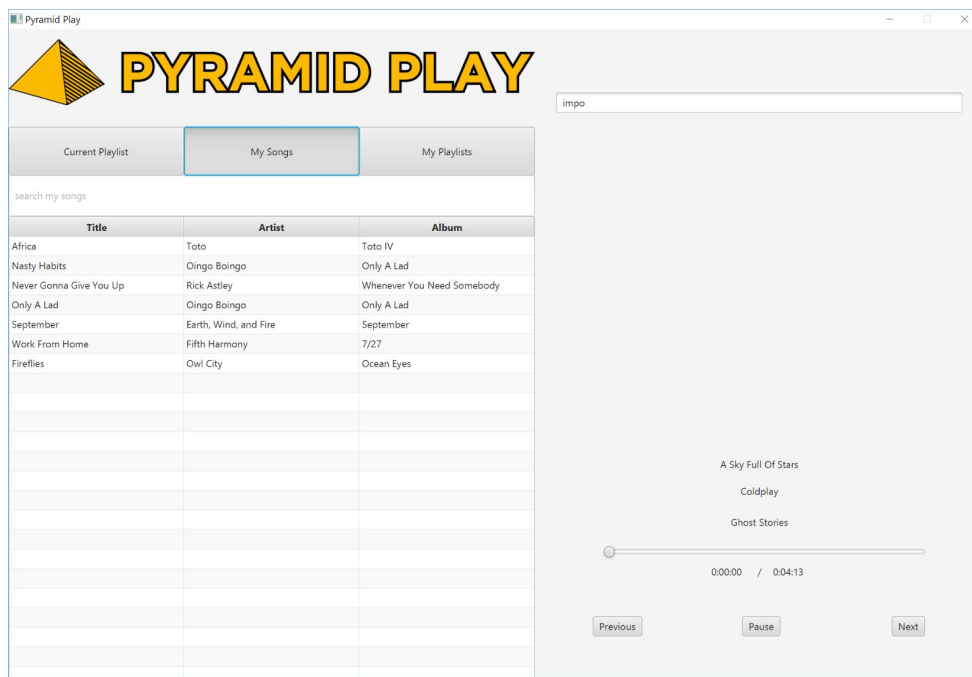 Pyramid Play
PYRAMID PLAY
impo
Current Playlist My Songs My Playlists
search my songs
Title Artist Album
Africa Toto Toto IV
Nasty Habits Oingo Boingo Only A Lad
Never Gonna Give You Up Rick Astley Whenever You Need Somebody
Only A Lad Oingo Boingo Only A Lad
September Earth, Wind, and Fire September
Work From Home Fifth Harmony 7/27
Fireflies Owl City Ocean Eyes
A Sky Full Of Stars
Coldplay
Ghost Stories
0:00:00 / 0:04:13
Previous Pause Next